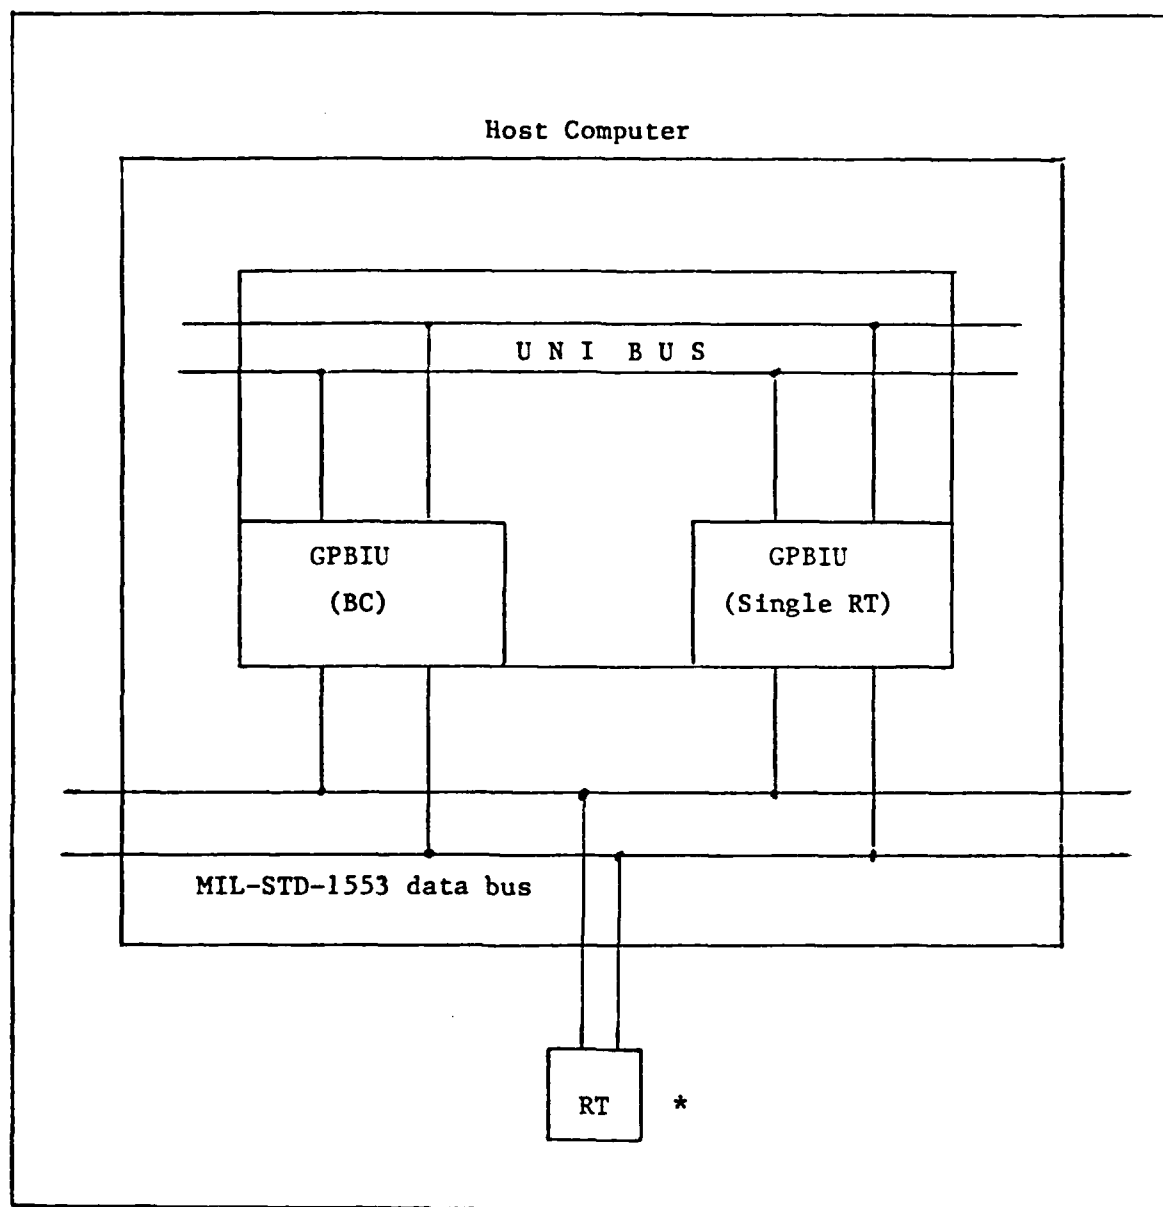 Host Computer
U N I B U S
GPBIU
(BC)
GPBIU
(Single RT)
MIL-STD-1553 data bus
RT *